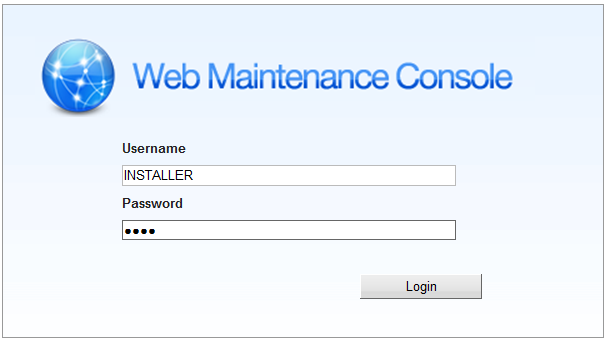 Web Maintenance Console
Username
INSTALLER
Password
••••
Login